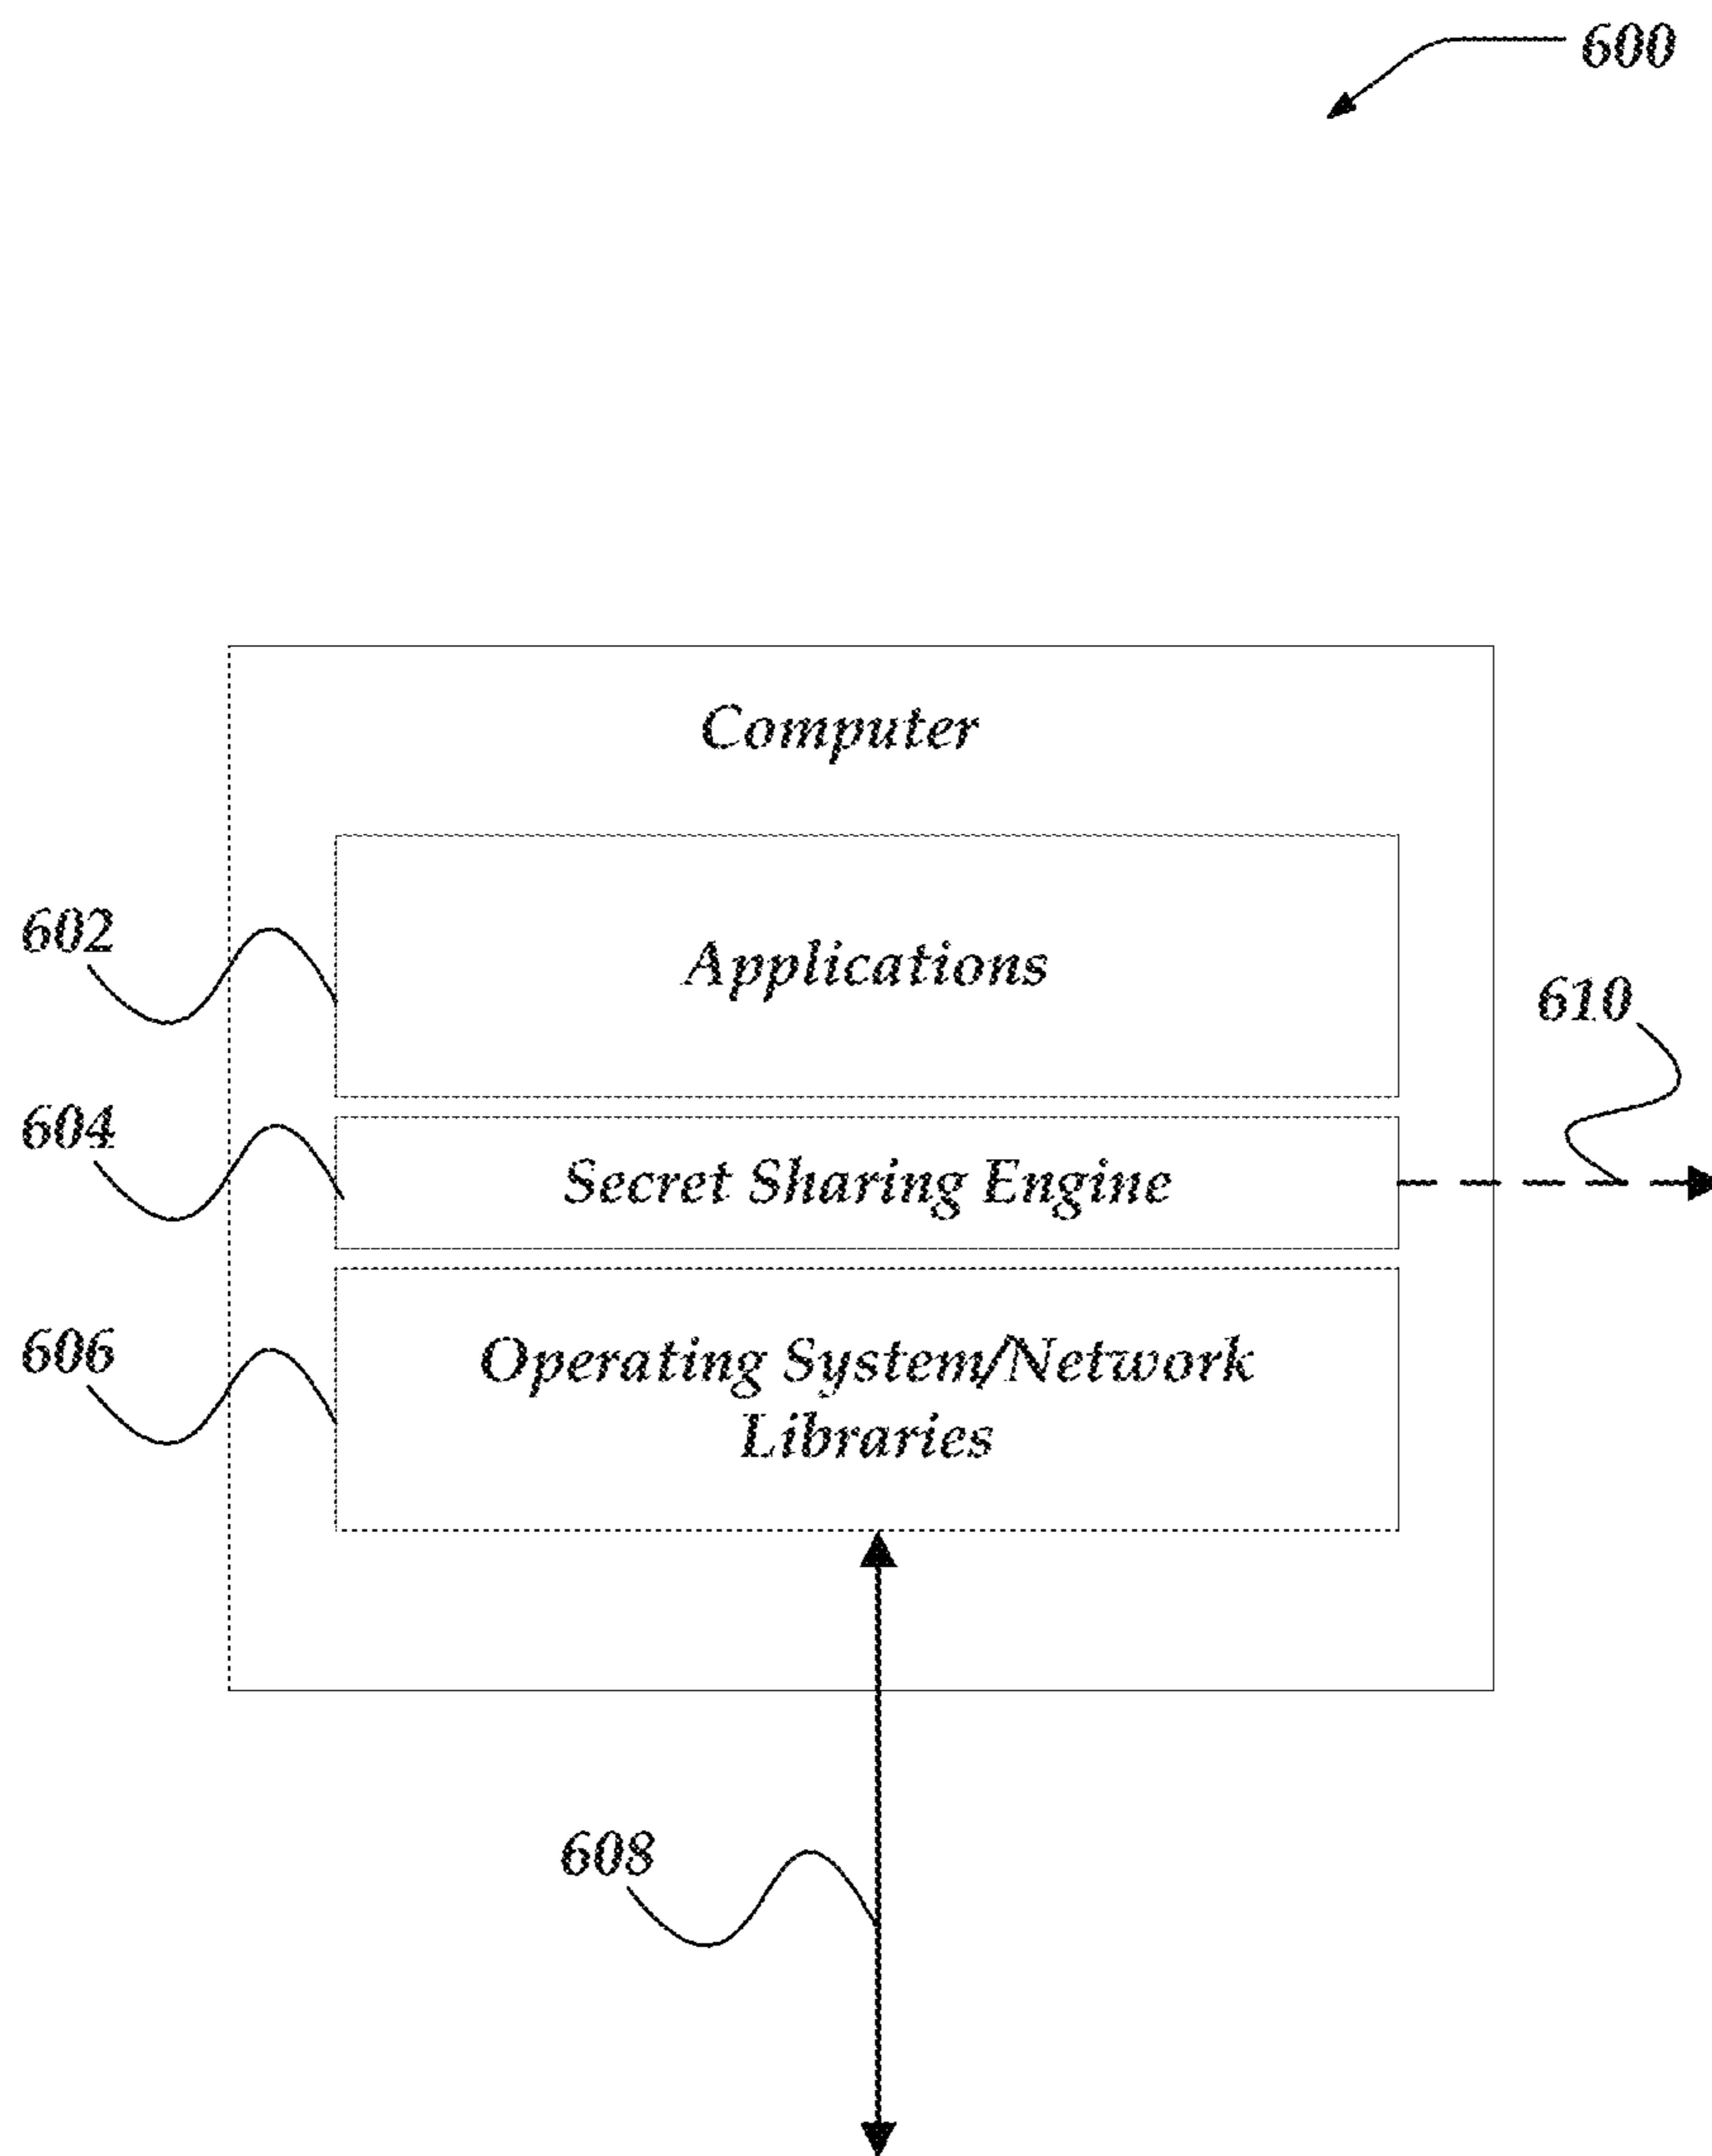 600
Computer
602
Applications
610
604
Secret Sharing Engine
606
Operating System/Network
Libraries
608